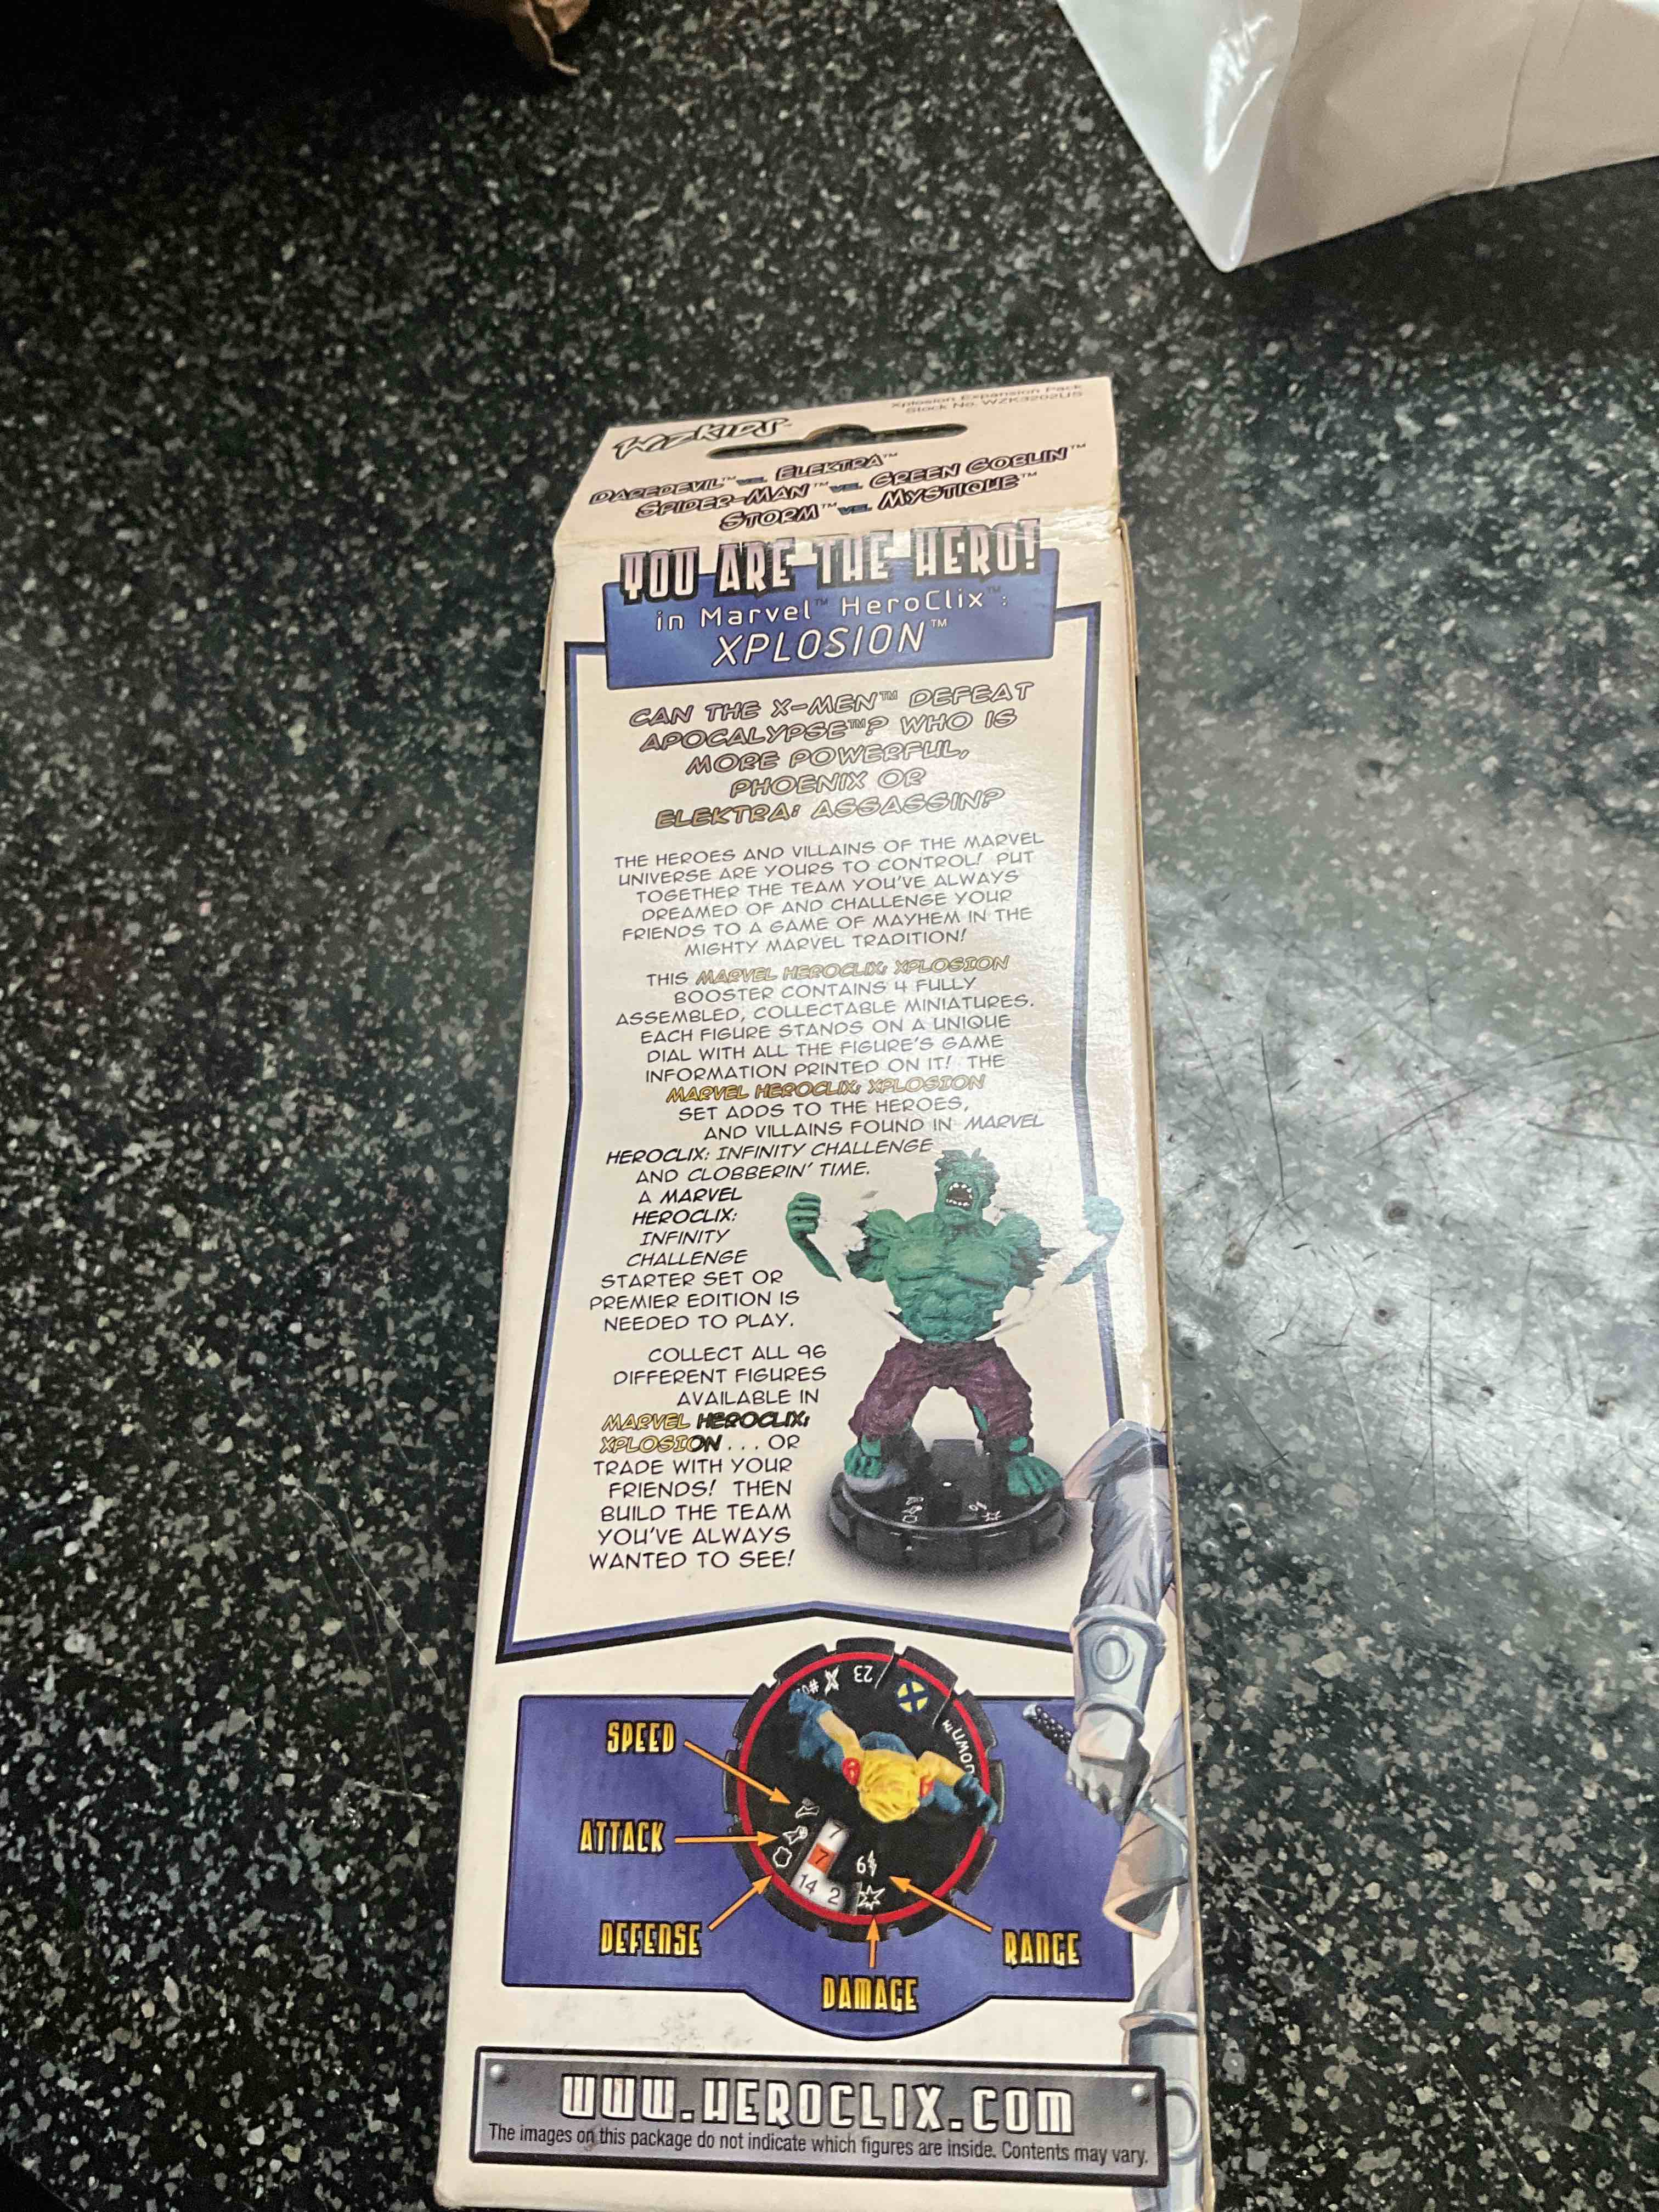 Xplosion Expansion Pack
Stock No. WZK3202US
WIZKIDS™
DAREDEVIL™ vs. ELEKTRA™
SPIDER-MAN™ vs. GREEN GOBLIN™
STORM™ vs. MYSTIQUE™
YOU ARE THE HERO!
in Marvel™ HeroClix™:
XPLOSION™
CAN THE X-MEN™ DEFEAT
APOCALYPSE™? WHO IS
MORE POWERFUL,
PHOENIX OR
ELEKTRA: ASSASSIN?
THE HEROES AND VILLAINS OF THE MARVEL
UNIVERSE ARE YOURS TO CONTROL! PUT
TOGETHER THE TEAM YOU'VE ALWAYS
DREAMED OF AND CHALLENGE YOUR
FRIENDS TO A GAME OF MAYHEM IN THE
MIGHTY MARVEL TRADITION!
THIS MARVEL HEROCLIX: XPLOSION
BOOSTER CONTAINS 4 FULLY
ASSEMBLED, COLLECTABLE MINIATURES.
EACH FIGURE STANDS ON A UNIQUE
DIAL WITH ALL THE FIGURE'S GAME
INFORMATION PRINTED ON IT! THE
MARVEL HEROCLIX: XPLOSION
SET ADDS TO THE HEROES,
AND VILLAINS FOUND IN MARVEL
HEROCLIX: INFINITY CHALLENGE
AND CLOBBERIN' TIME.
A MARVEL
HEROCLIX:
INFINITY
CHALLENGE
STARTER SET OR
PREMIER EDITION IS
NEEDED TO PLAY.
COLLECT ALL 96
DIFFERENT FIGURES
AVAILABLE IN
MARVEL HEROCLIX:
XPLOSION . . . OR
TRADE WITH YOUR
FRIENDS! THEN
BUILD THE TEAM
YOU'VE ALWAYS
WANTED TO SEE!
23
SPEED
ATTACK
7
7
6
14 2
DEFENSE
RANGE
DAMAGE
WWW.HEROCLIX.COM
The images on this package do not indicate which figures are inside. Contents may vary.